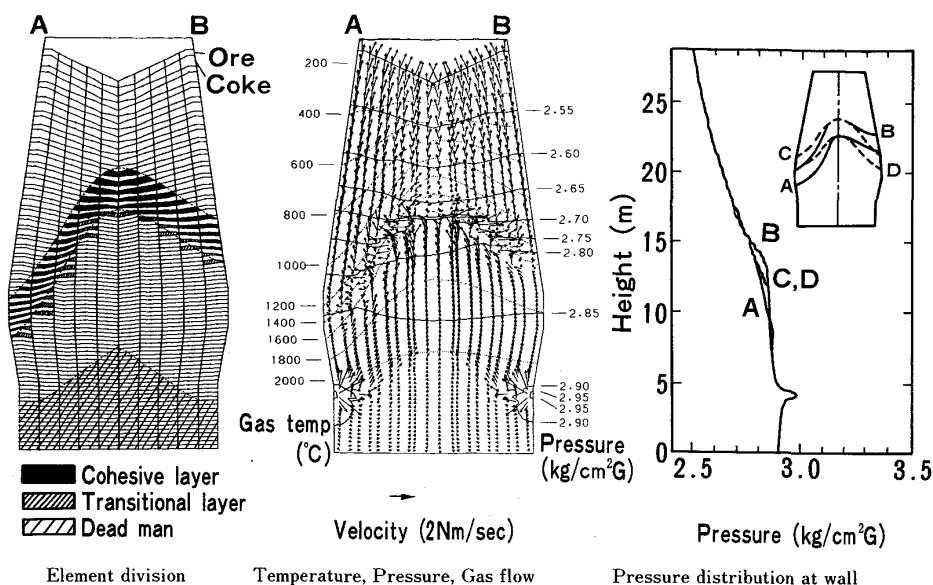 A
B
Ore
Coke
Cohesive layer
Transitional layer
Dead man
Element division
A
B
200
400
600
800
1000
1200
1400
1600
1800
2000
Gas temp
(°C)
2.55
2.60
2.65
2.70
2.75
2.80
2.85
2.90
2.95
2.95
2.90
Pressure
(kg/cm²G)
Velocity (2Nm/sec)
Temperature, Pressure, Gas flow
Height (m)
25
20
15
10
5
0
2.5
3.0
3.5
B
C,D
A
C
A
B
D
Pressure (kg/cm²G)
Pressure distribution at wall